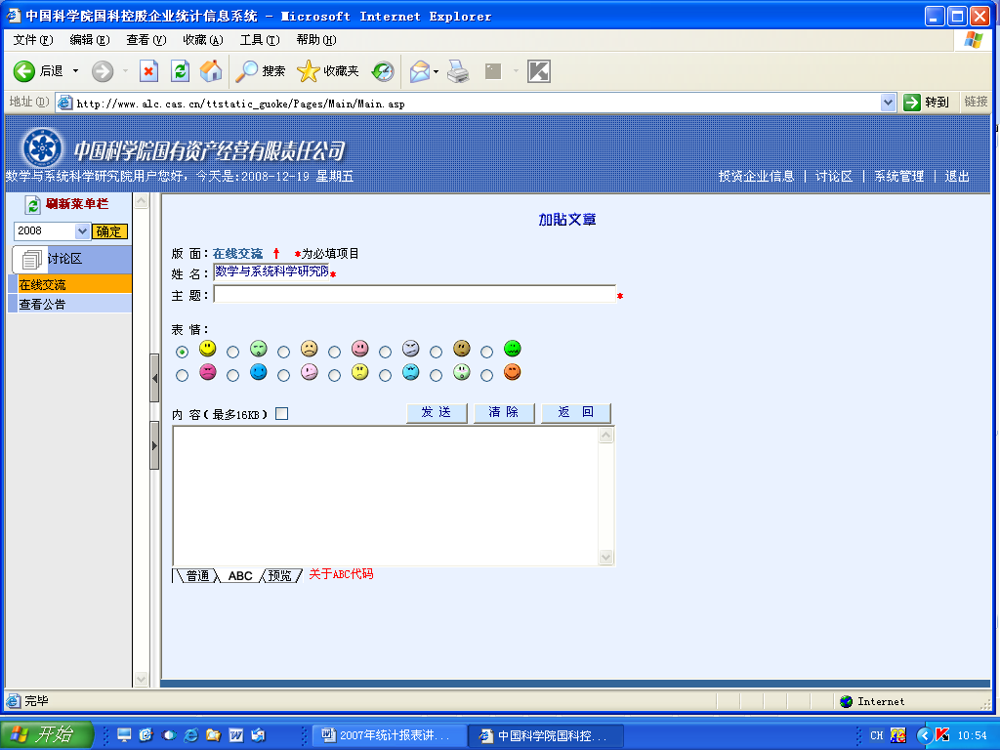 中国科学院国科控股企业统计信息系统 - Microsoft Internet Explorer
文件(F) 编辑(E) 查看(V) 收藏(A) 工具(T) 帮助(H)
后退 搜索 收藏夹
地址(D) http://www.alc.cas.cn/ttstatic_guoke/Pages/Main/Main.asp 转到 链接
中国科学院国有资产经营有限责任公司
数学与系统科学研究院用户您好，今天是:2008-12-19 星期五 投资企业信息 | 讨论区 | 系统管理 | 退出
刷新菜单栏
2008 确定
讨论区
在线交流
查看公告
加贴文章
版 面：在线交流 ↑ *为必填项目
姓 名：数学与系统科学研究院 *
主 题： *
表 情：
内 容(最多16KB) 发 送 清 除 返 回
普通 ABC 预览 关于ABC代码
完毕 Internet
开始 2007年统计报表讲... 中国科学院国科控... CH 10:54